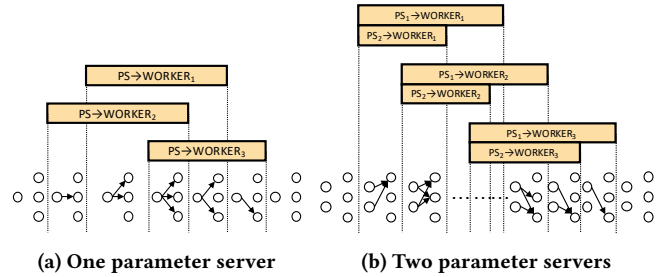 PS→WORKER1
PS→WORKER2
PS→WORKER3
(a) One parameter server
PS1→WORKER1
PS2→WORKER1
PS1→WORKER2
PS2→WORKER2
PS1→WORKER3
PS2→WORKER3
(b) Two parameter servers